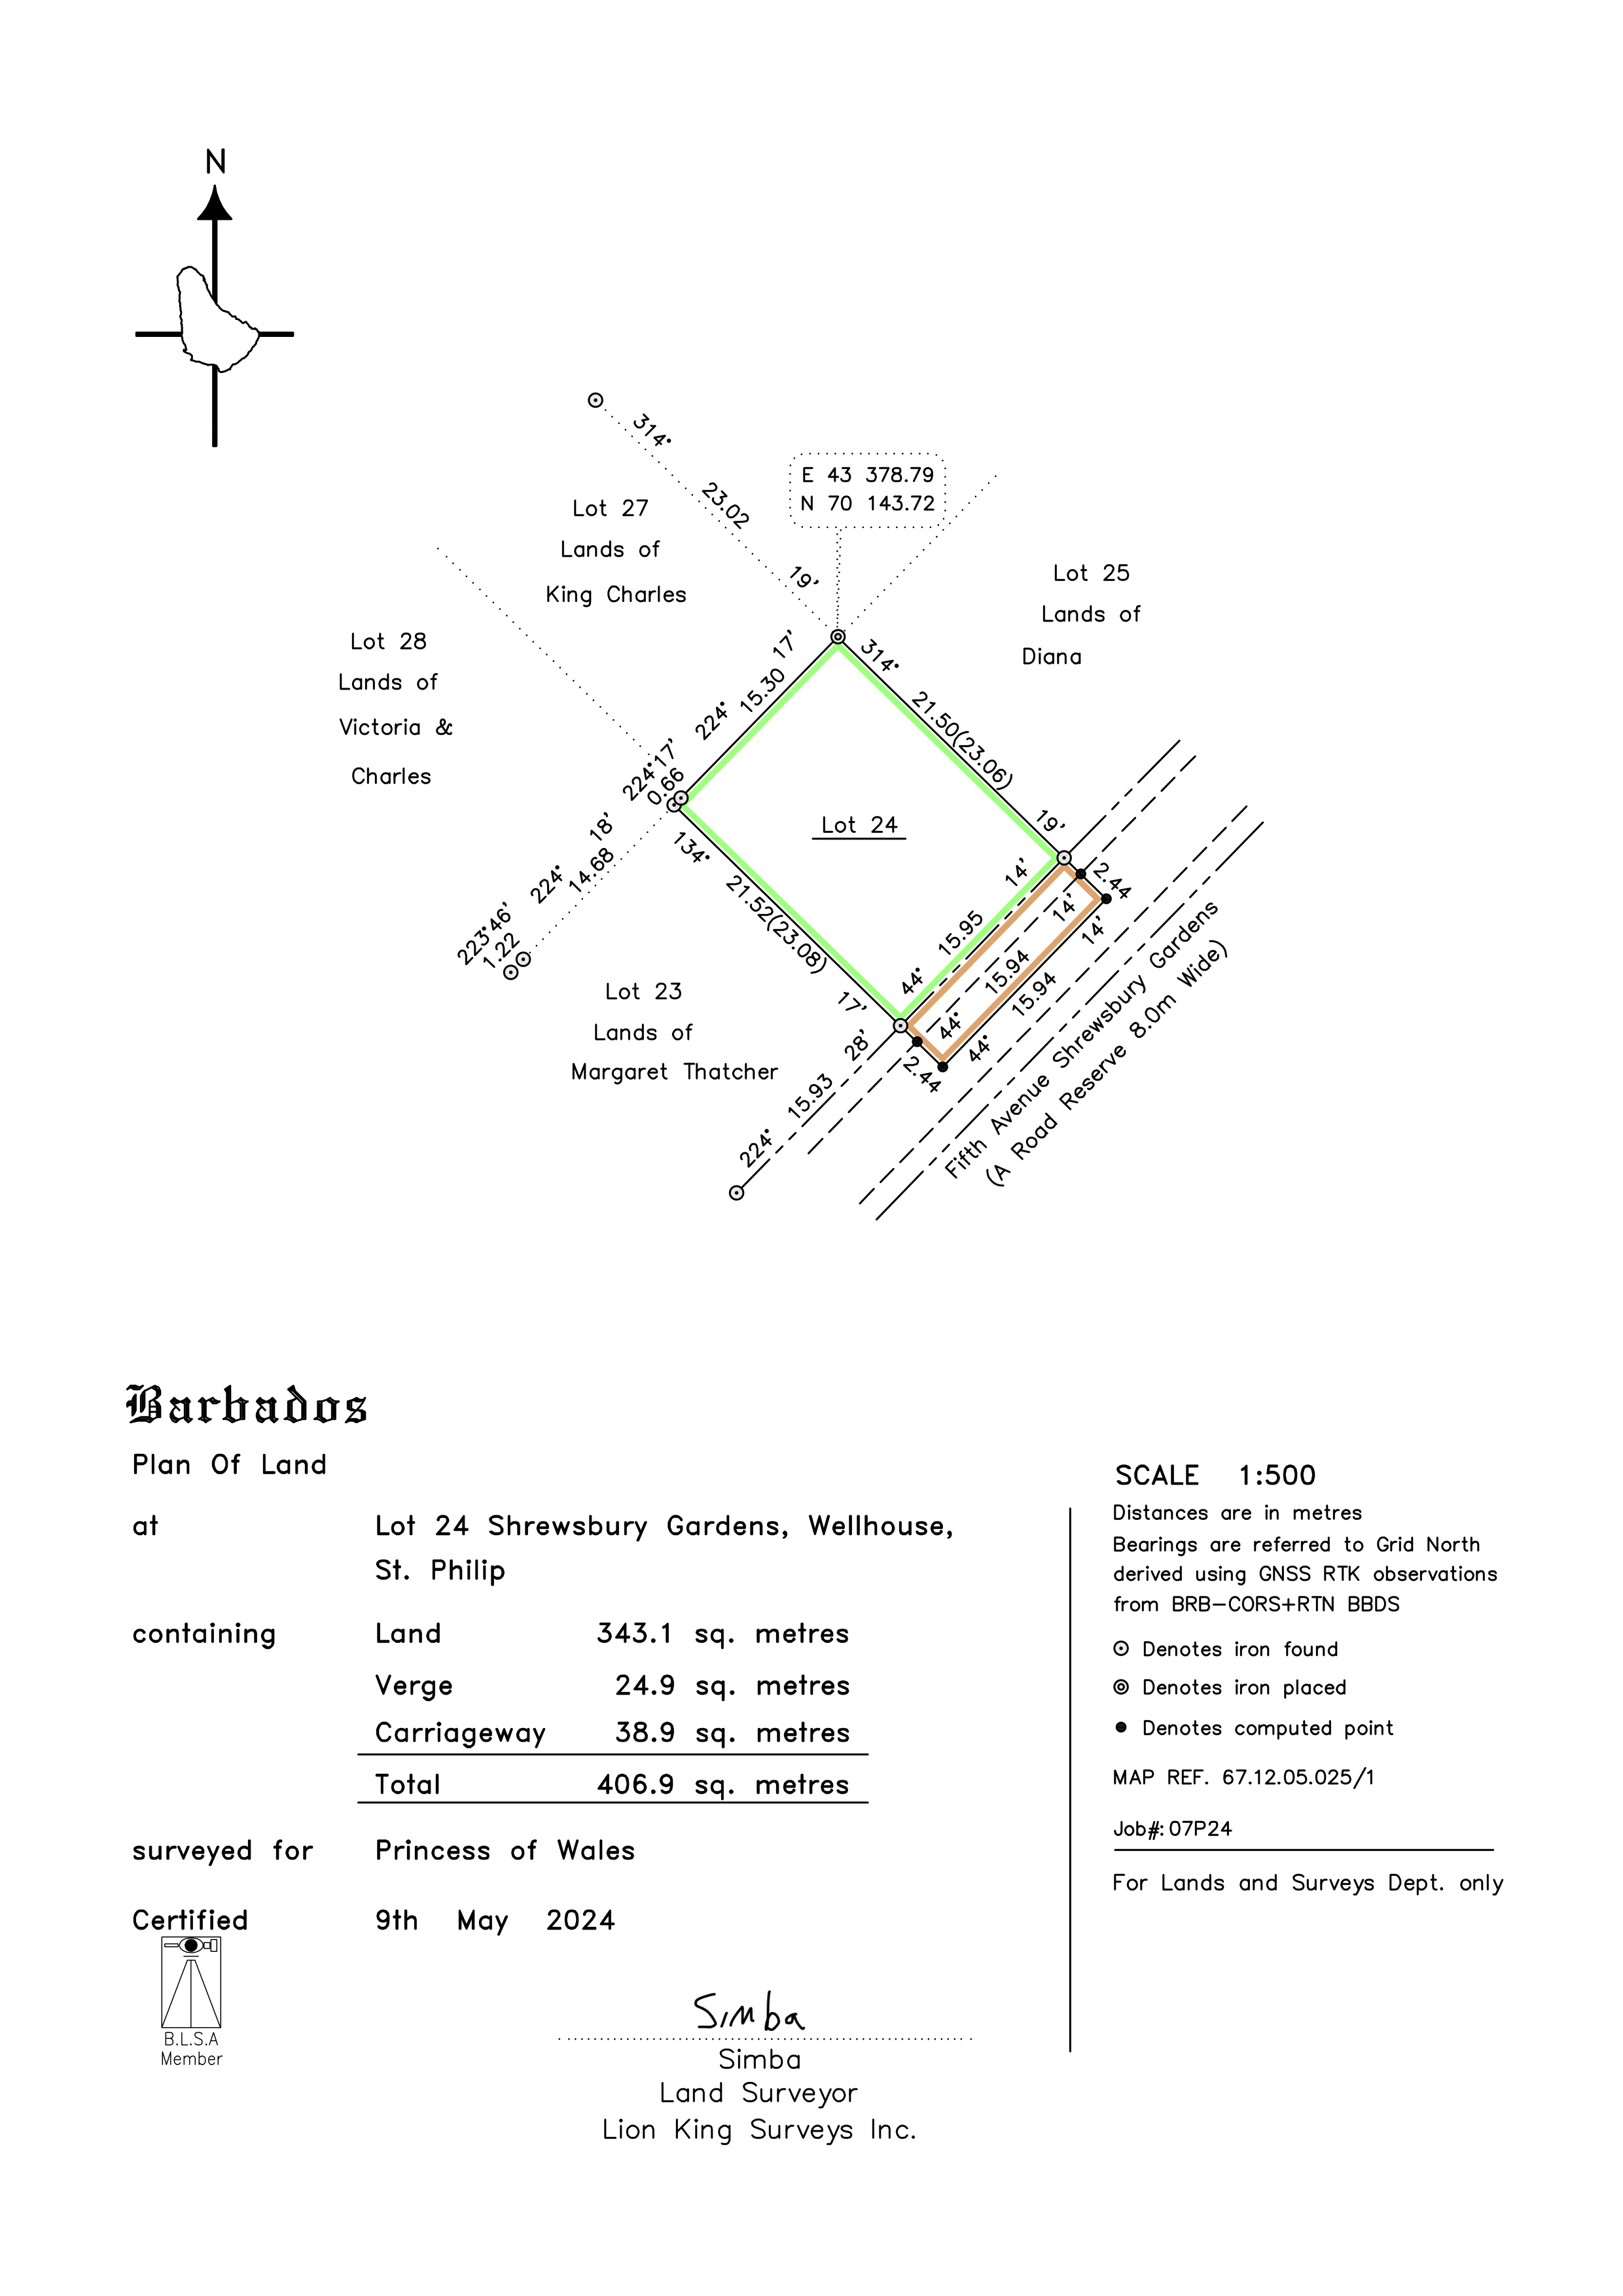 N
314°
23.02
19'
E 43 378.79
N 70 143.72
Lot 27
Lands of
King Charles
Lot 25
Lands of
Diana
Lot 28
Lands of
Victoria &
Charles
224° 15.30 17'
314° 21.50(23.06) 19'
224°17'
0.66
Lot 24
224° 14.68 18'
134° 21.52(23.08) 17'
223°46'
1.22
44° 15.95 14'
2.44
44° 15.94 14'
44° 15.94 14'
2.44
Lot 23
Lands of
Margaret Thatcher
224° 15.93 28'
Fifth Avenue Shrewsbury Gardens
(A Road Reserve 8.0m Wide)
Barbados
Plan Of Land
at Lot 24 Shrewsbury Gardens, Wellhouse,
St. Philip
containing Land 343.1 sq. metres
Verge 24.9 sq. metres
Carriageway 38.9 sq. metres
Total 406.9 sq. metres
surveyed for Princess of Wales
Certified 9th May 2024
B.L.S.A
Member
Simba
Simba
Land Surveyor
Lion King Surveys Inc.
SCALE 1:500
Distances are in metres
Bearings are referred to Grid North
derived using GNSS RTK observations
from BRB-CORS+RTN BBDS
Denotes iron found
Denotes iron placed
Denotes computed point
MAP REF. 67.12.05.025/1
Job#: 07P24
For Lands and Surveys Dept. only